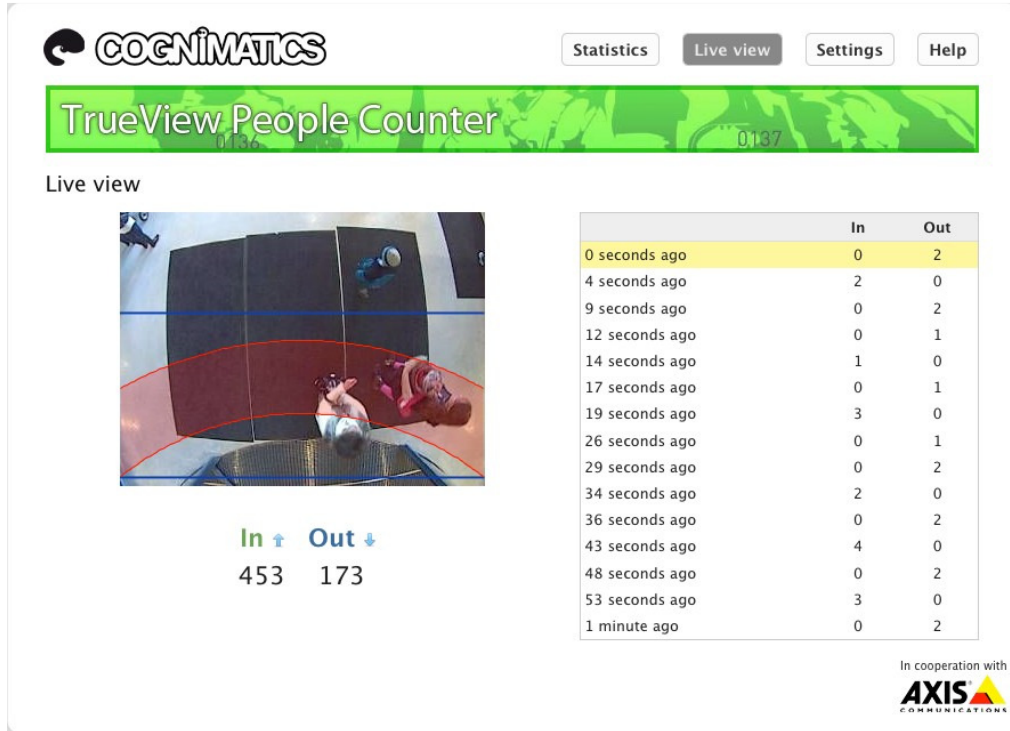 COGNIMATICS
Statistics Live view Settings Help
TrueView People Counter
0136 0137
Live view
In Out
0 seconds ago 0 2
4 seconds ago 2 0
9 seconds ago 0 2
12 seconds ago 0 1
14 seconds ago 1 0
17 seconds ago 0 1
19 seconds ago 3 0
26 seconds ago 0 1
29 seconds ago 0 2
34 seconds ago 2 0
36 seconds ago 0 2
43 seconds ago 4 0
48 seconds ago 0 2
53 seconds ago 3 0
1 minute ago 0 2
In Out
453 173
In cooperation with
AXIS
COMMUNICATIONS